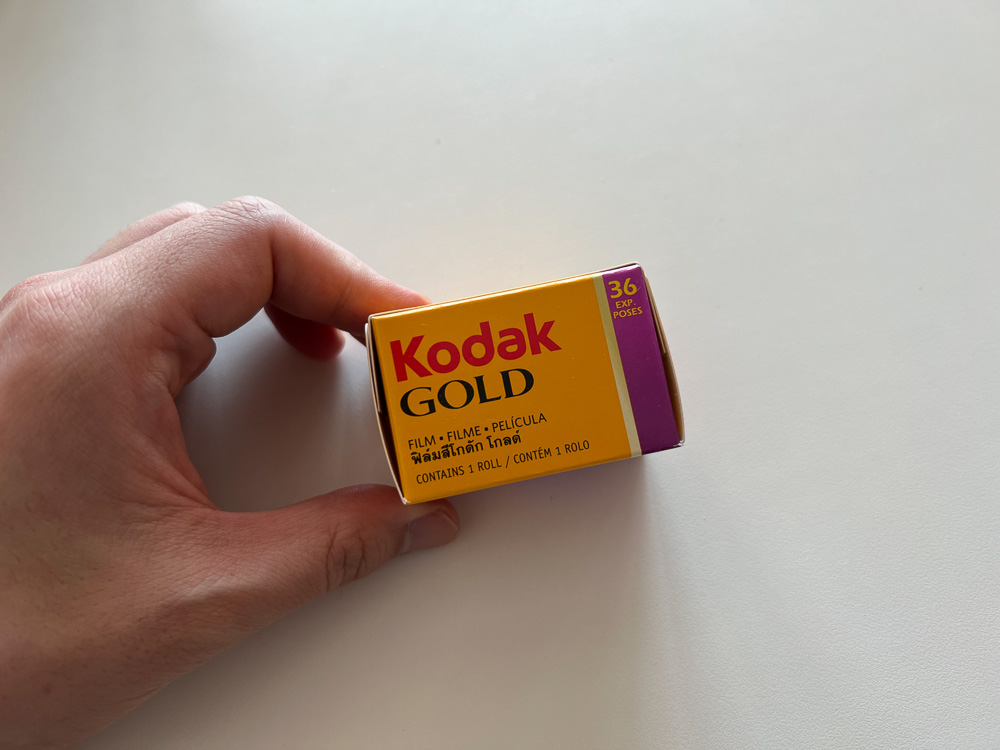 Kodak
GOLD
FILM ▪ FILME ▪ PELÍCULA
ฟิล์มสีโกดัก โกลด์
CONTAINS 1 ROLL / CONTÉM 1 ROLO
36
EXP.
POSES